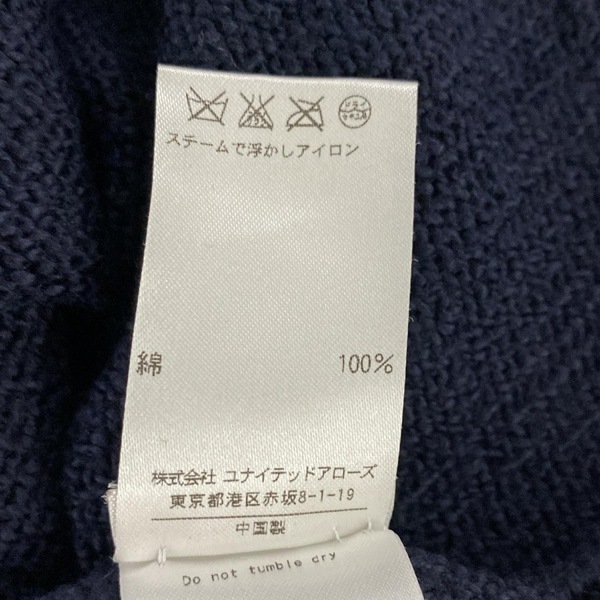 スチームで浮かしアイロン
綿 100%
株式会社 ユナイテッドアローズ
東京都港区赤坂8-1-19
中国製
Do not tumble dry